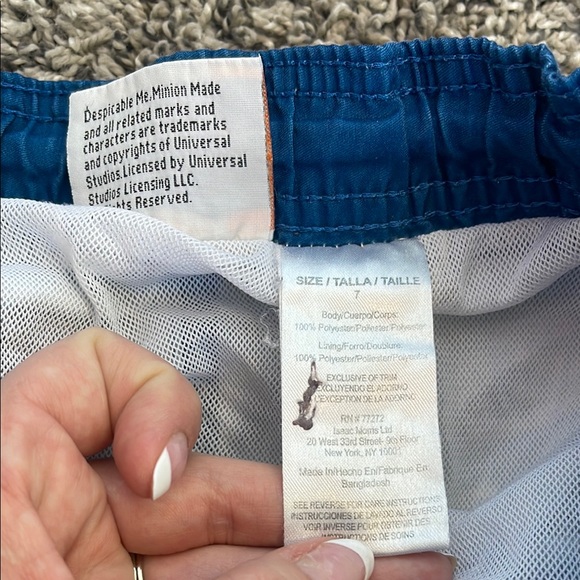 Despicable Me, Minion Made
and all related marks and
characters are trademarks
and copyrights of Universal
Studios. Licensed by Universal
Studios Licensing LLC.
Rights Reserved.
SIZE / TALLA / TAILLE
7
Body/Cuerpo/Corps:
100% Polyester/Poliester/Polyester
Lining/Forro/Doublure:
100% Polyester/Poliester/Polyester
EXCLUSIVE OF TRIM
EXCLUYENDO EL ADORNO
L'EXCEPTION DE LA ADORNO
RN # 77272
Isaac Morris Ltd
20 West 33rd Street- 9th Floor
New York, NY 10001
Made In/Hecho En/Fabrique En:
Bangladesh
SEE REVERSE FOR CARE INSTRUCTIONS
INSTRUCCIONES DE LAVADO AL REVERSO
VOIR INVERSE POUR OBTENIR DES
INSTRUCTIONS DE SOINS